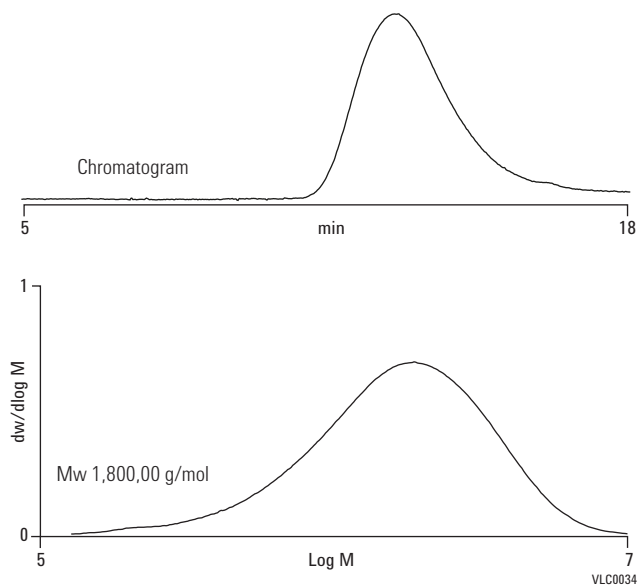 Chromatogram
5 min 18
1
dw/dlog M
Mw 1,800,00 g/mol
0
5 Log M 7
VLC0034